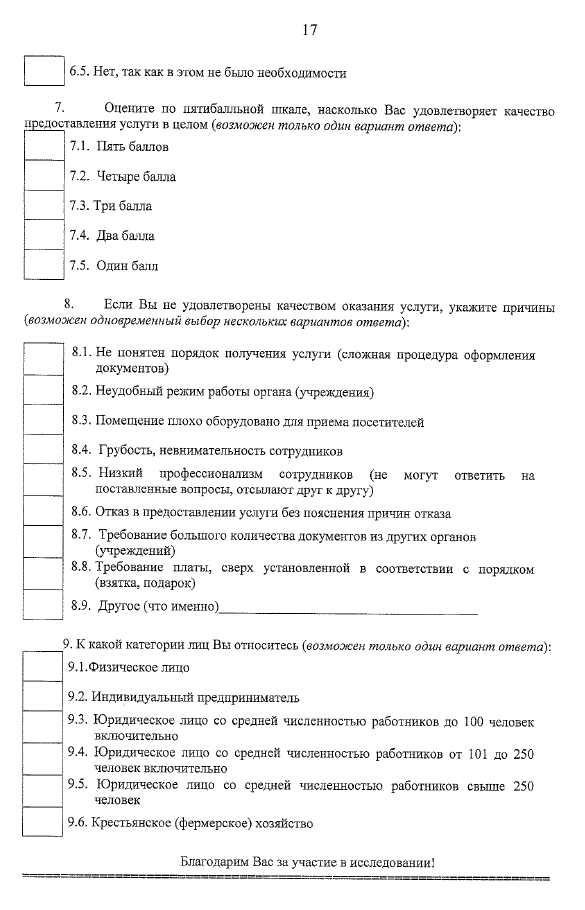 17
6.5. Нет, так как в этом не было необходимости
7. Оцените по пятибалльной шкале, насколько Вас удовлетворяет качество
предоставления услуги в целом (возможен только один вариант ответа):
7.1. Пять баллов
7.2. Четыре балла
7.3. Три балла
7.4. Два балла
7.5. Один балл
8. Если Вы не удовлетворены качеством оказания услуги, укажите причины
(возможен одновременный выбор нескольких вариантов ответа):
8.1. Не понятен порядок получения услуги (сложная процедура оформления
документов)
8.2. Неудобный режим работы органа (учреждения)
8.3. Помещение плохо оборудовано для приема посетителей
8.4. Грубость, невнимательность сотрудников
8.5. Низкий профессионализм сотрудников (не могут ответить на
поставленные вопросы, отсылают друг к другу)
8.6. Отказ в предоставлении услуги без пояснения причин отказа
8.7. Требование большого количества документов из других органов
(учреждений)
8.8. Требование платы, сверх установленной в соответствии с порядком
(взятка, подарок)
8.9. Другое (что именно)
9. К какой категории лиц Вы относитесь (возможен только один вариант ответа):
9.1.Физическое лицо
9.2. Индивидуальный предприниматель
9.3. Юридическое лицо со средней численностью работников до 100 человек
включительно
9.4. Юридическое лицо со средней численностью работников от 101 до 250
человек включительно
9.5. Юридическое лицо со средней численностью работников свыше 250
человек
9.6. Крестьянское (фермерское) хозяйство
Благодарим Вас за участие в исследовании!